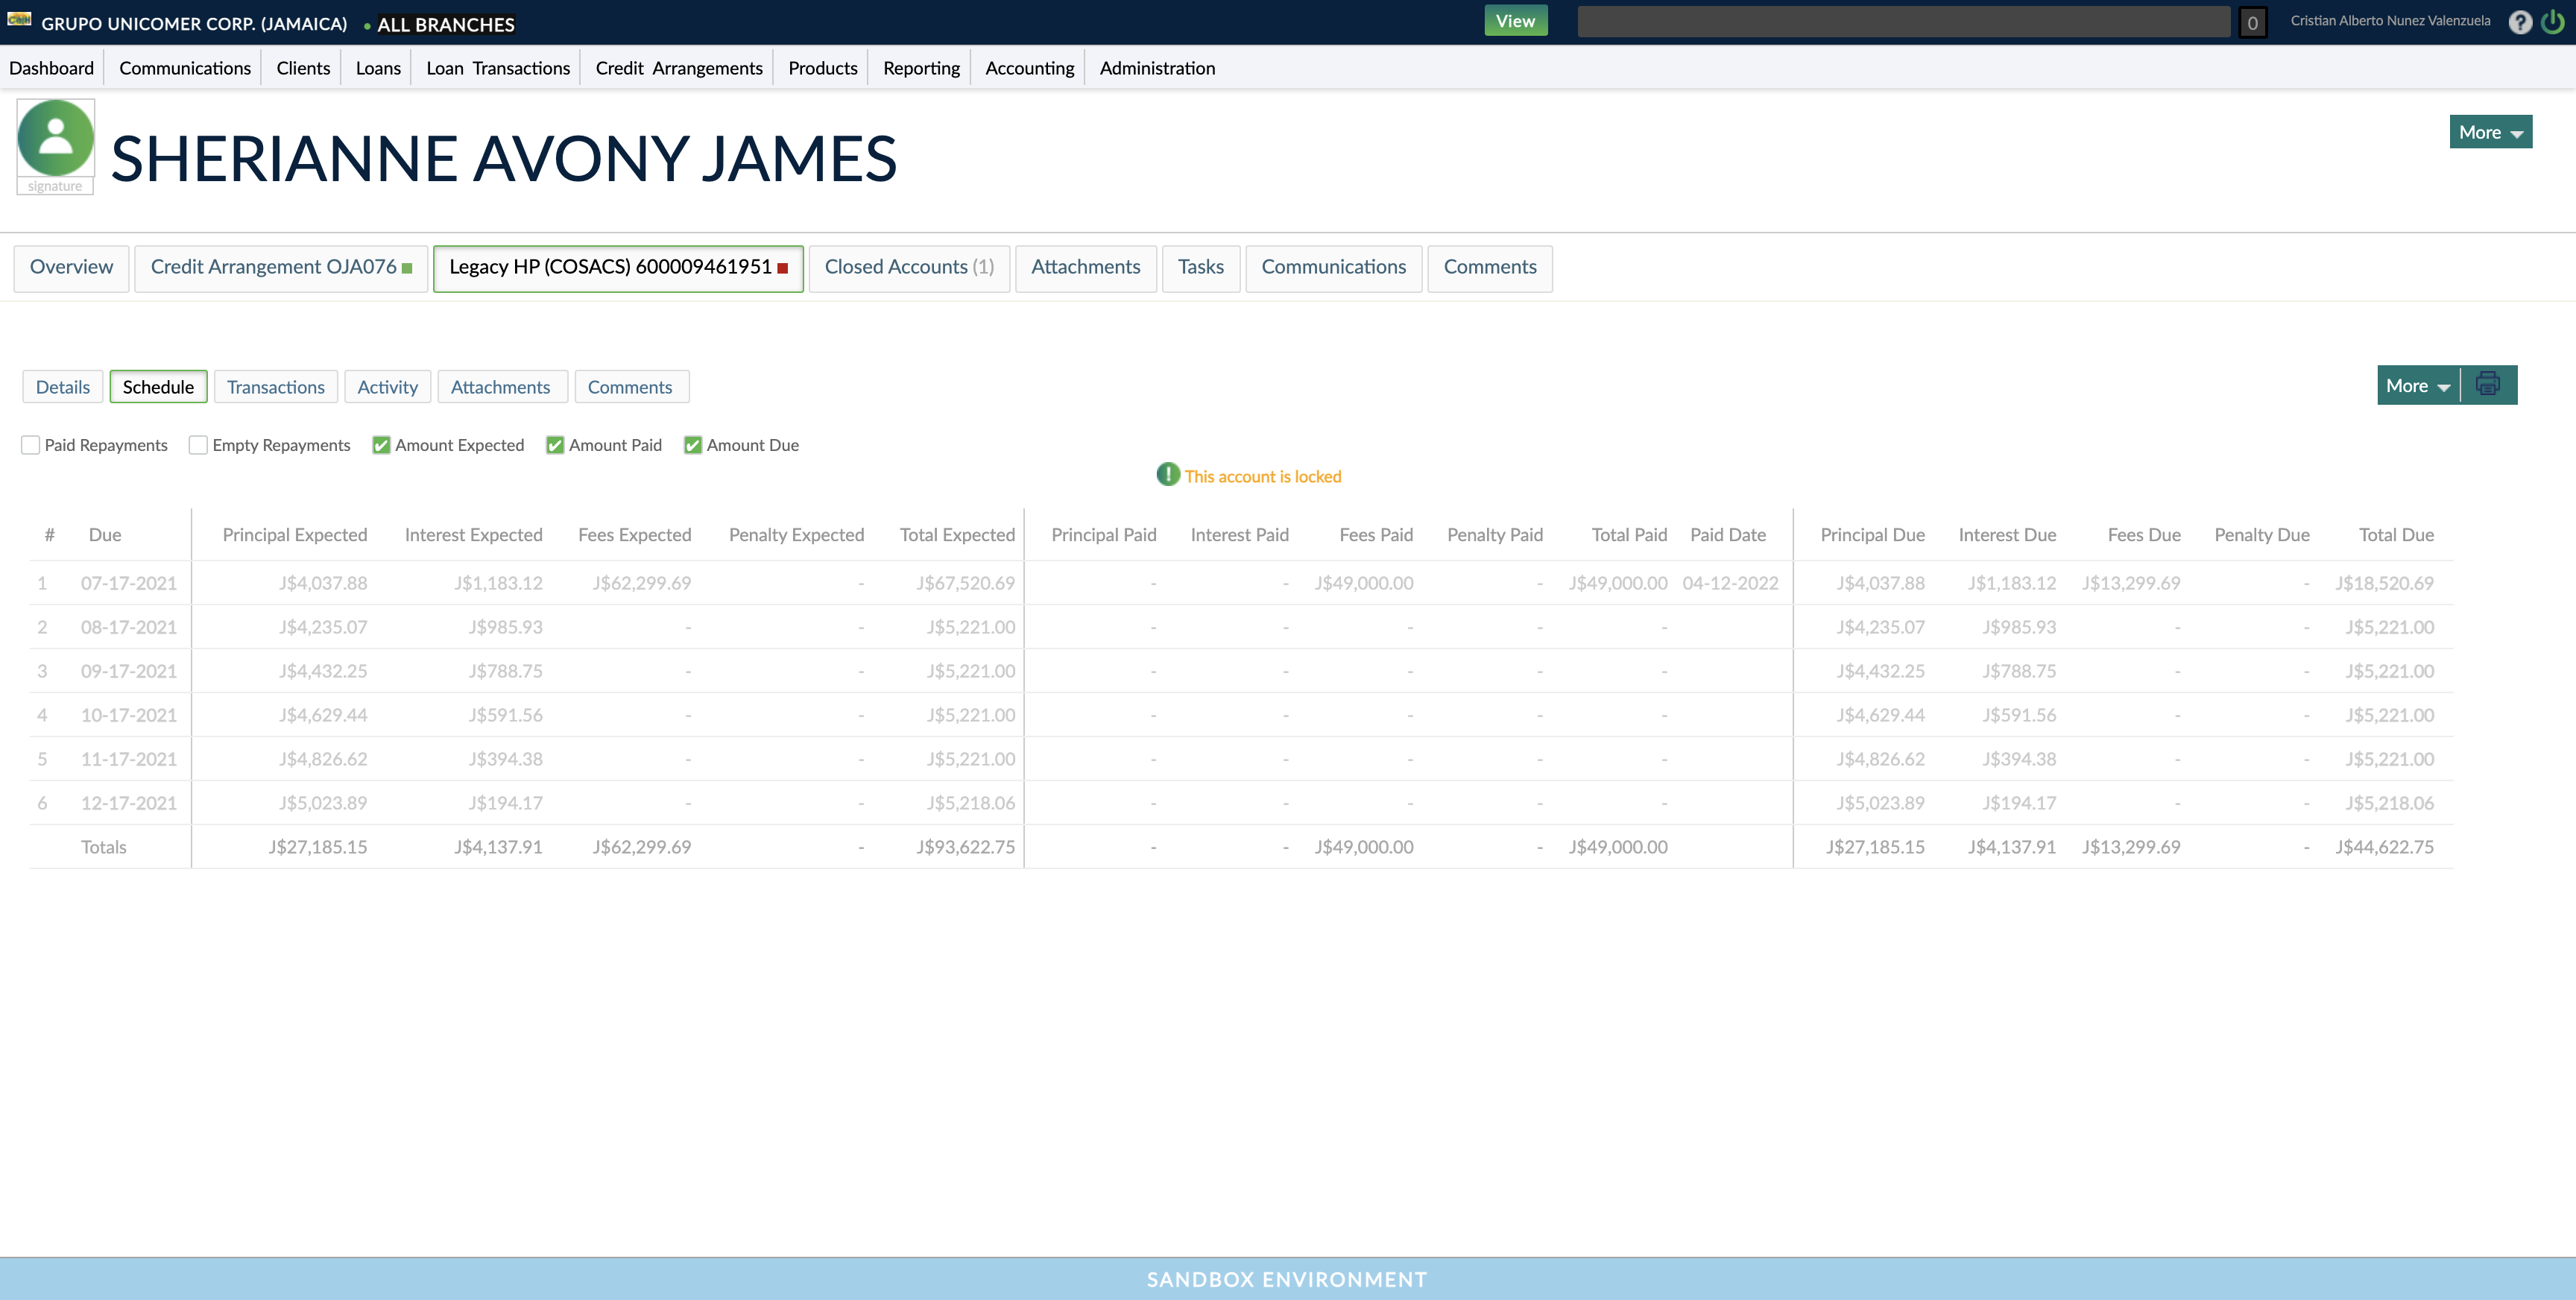 GRUPO UNICOMER CORP. (JAMAICA) • ALL BRANCHES View 0 Cristian Alberto Nunez Valenzuela ?
Dashboard Communications Clients Loans Loan Transactions Credit Arrangements Products Reporting Accounting Administration
SHERIANNE AVONY JAMES More
signature
Overview Credit Arrangement OJA076 Legacy HP (COSACS) 600009461951 Closed Accounts (1) Attachments Tasks Communications Comments
Details Schedule Transactions Activity Attachments Comments More
Paid Repayments Empty Repayments Amount Expected Amount Paid Amount Due
! This account is locked
# Due Principal Expected Interest Expected Fees Expected Penalty Expected Total Expected Principal Paid Interest Paid Fees Paid Penalty Paid Total Paid Paid Date Principal Due Interest Due Fees Due Penalty Due Total Due
1 07-17-2021 J$4,037.88 J$1,183.12 J$62,299.69 - J$67,520.69 - - J$49,000.00 - J$49,000.00 04-12-2022 J$4,037.88 J$1,183.12 J$13,299.69 - J$18,520.69
2 08-17-2021 J$4,235.07 J$985.93 - - J$5,221.00 - - - - - J$4,235.07 J$985.93 - - J$5,221.00
3 09-17-2021 J$4,432.25 J$788.75 - - J$5,221.00 - - - - - J$4,432.25 J$788.75 - - J$5,221.00
4 10-17-2021 J$4,629.44 J$591.56 - - J$5,221.00 - - - - - J$4,629.44 J$591.56 - - J$5,221.00
5 11-17-2021 J$4,826.62 J$394.38 - - J$5,221.00 - - - - - J$4,826.62 J$394.38 - - J$5,221.00
6 12-17-2021 J$5,023.89 J$194.17 - - J$5,218.06 - - - - - J$5,023.89 J$194.17 - - J$5,218.06
Totals J$27,185.15 J$4,137.91 J$62,299.69 - J$93,622.75 - - J$49,000.00 - J$49,000.00 J$27,185.15 J$4,137.91 J$13,299.69 - J$44,622.75
SANDBOX ENVIRONMENT